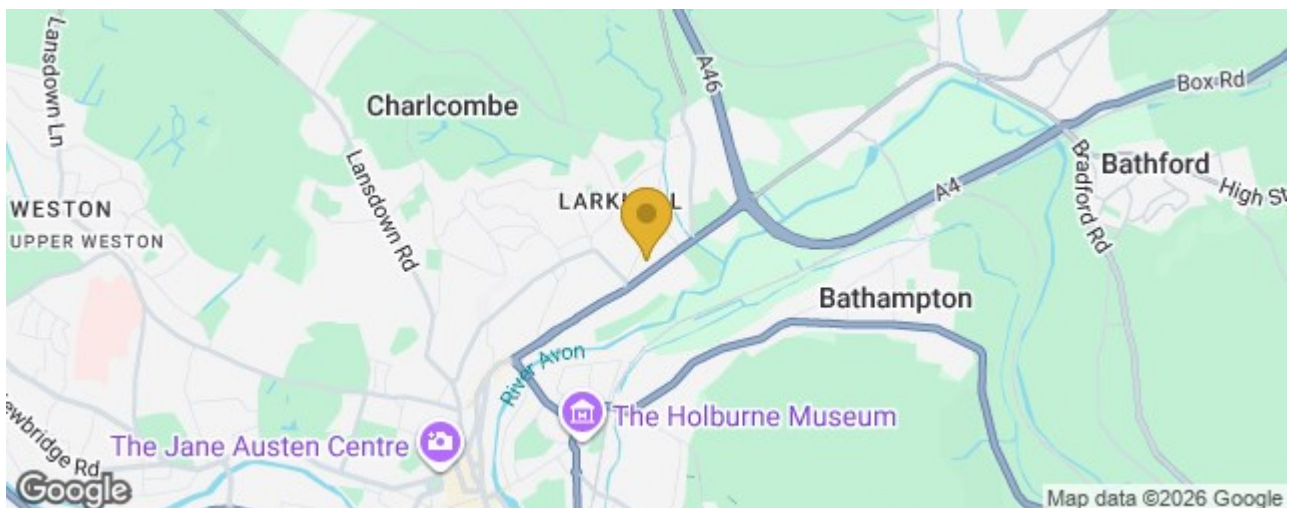 Lansdown Ln
A46
Box Rd
Charlcombe
Lansdown Rd
Bradford Rd
Bathford
High St
A4
WESTON
UPPER WESTON
Bathampton
River Avon
The Holburne Museum
The Jane Austen Centre
ewbridge Rd
Google
Map data ©2026 Google